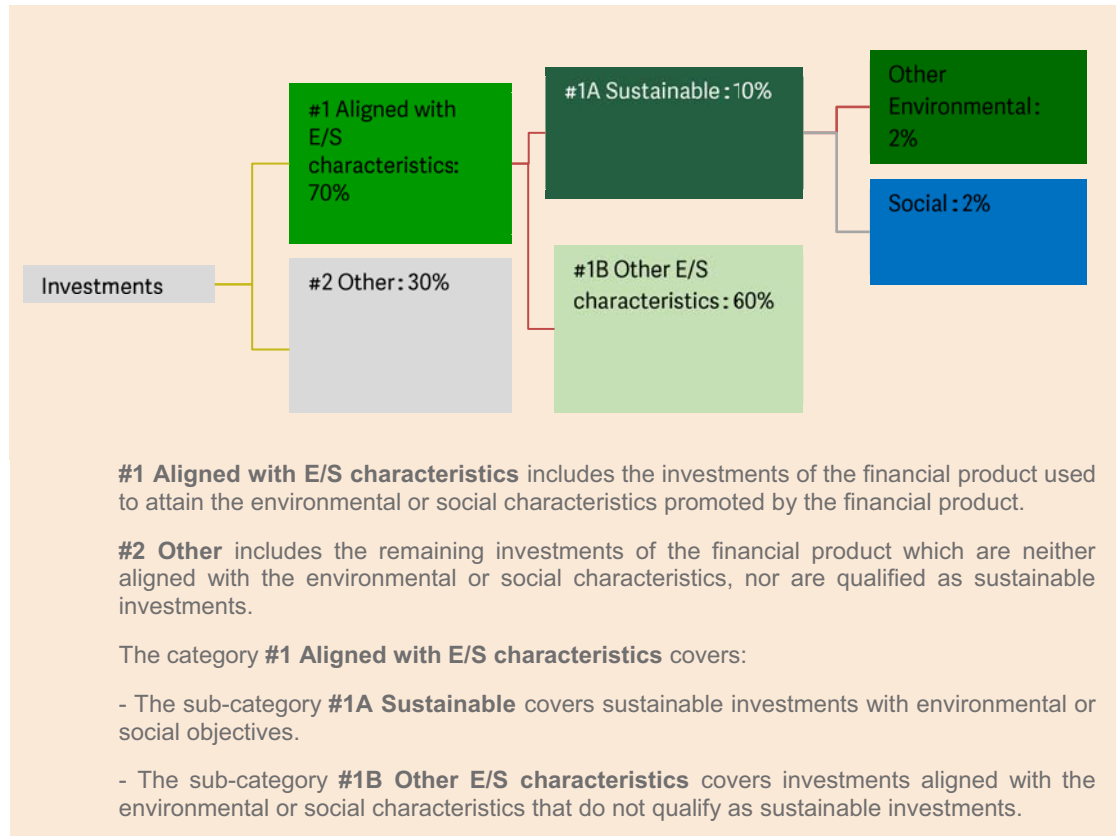 Investments
#1 Aligned with
E/S
characteristics:
70%
#2 Other: 30%
#1A Sustainable: 10%
#1B Other E/S
characteristics: 60%
Other
Environmental:
2%
Social: 2%
#1 Aligned with E/S characteristics includes the investments of the financial product used
to attain the environmental or social characteristics promoted by the financial product.
#2 Other includes the remaining investments of the financial product which are neither
aligned with the environmental or social characteristics, nor are qualified as sustainable
investments.
The category #1 Aligned with E/S characteristics covers:
- The sub-category #1A Sustainable covers sustainable investments with environmental or
social objectives.
- The sub-category #1B Other E/S characteristics covers investments aligned with the
environmental or social characteristics that do not qualify as sustainable investments.